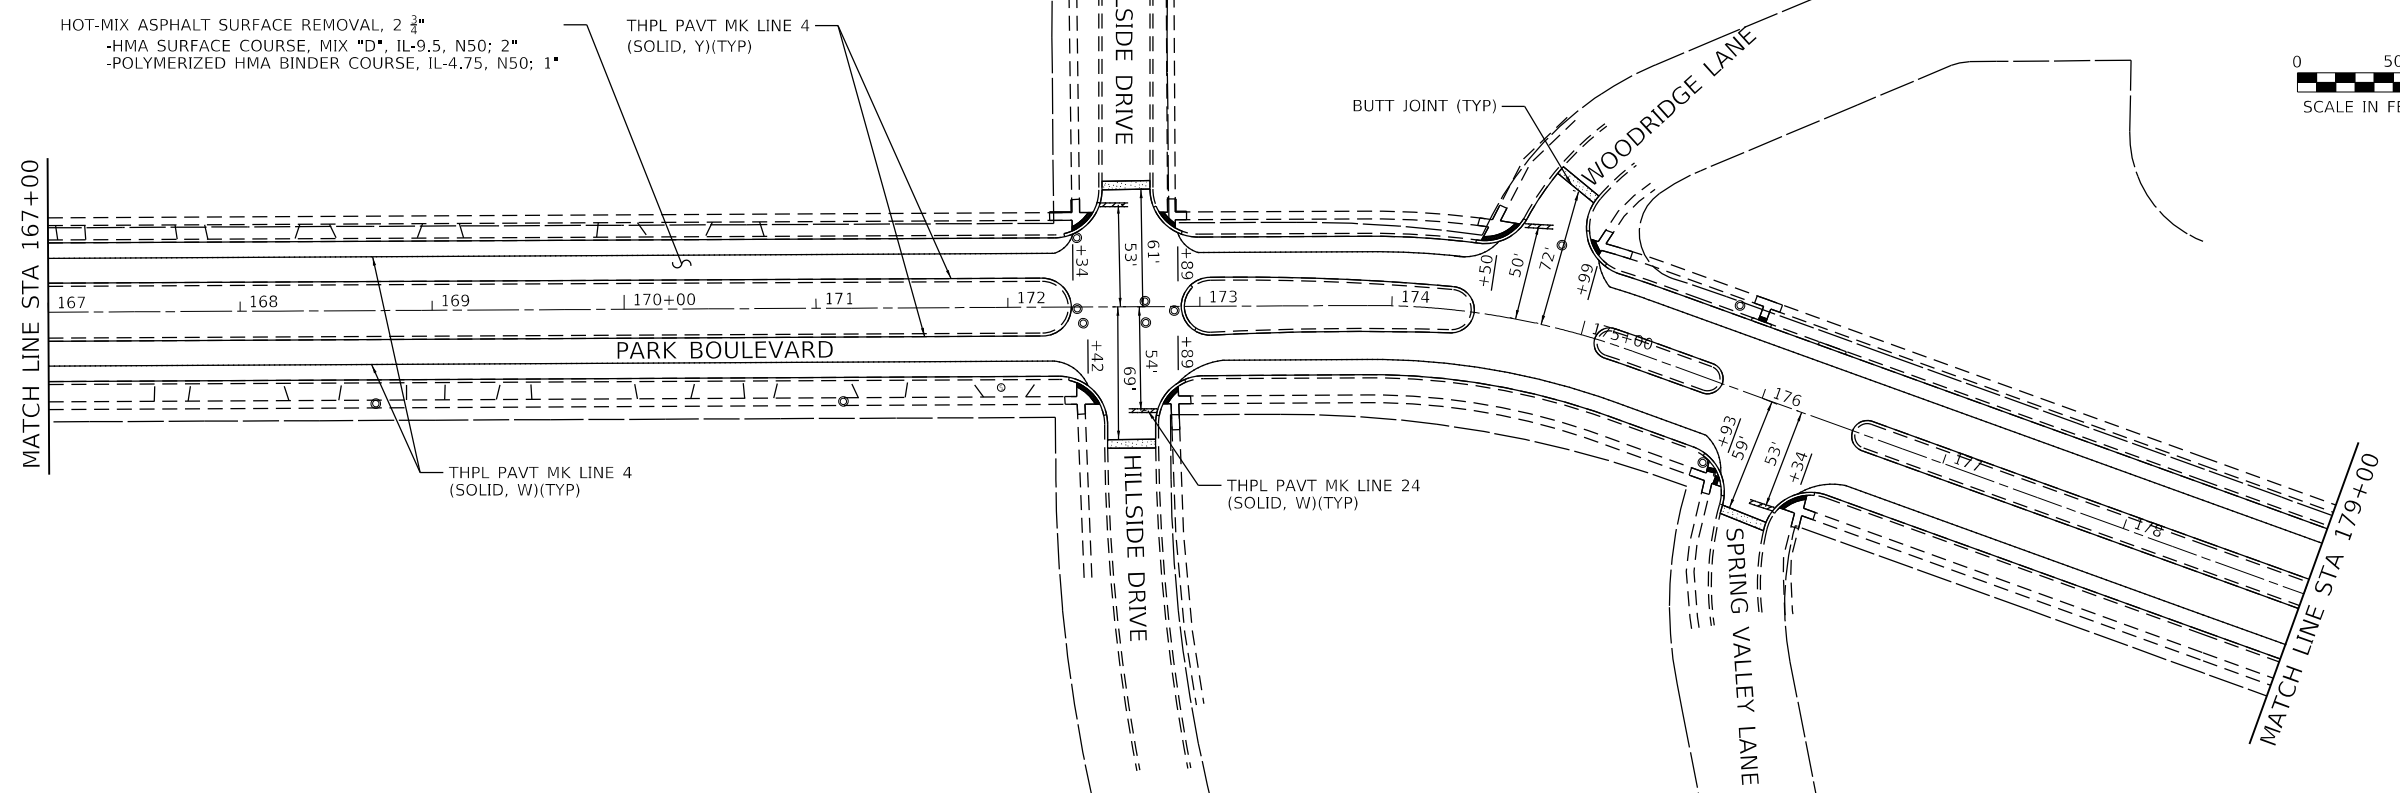 HOT-MIX ASPHALT SURFACE REMOVAL, 2 3/4"
-HMA SURFACE COURSE, MIX "D", IL-9.5, N50; 2"
-POLYMERIZED HMA BINDER COURSE, IL-4.75, N50; 1"
THPL PAVT MK LINE 4
(SOLID, Y)(TYP)
SIDE DRIVE
BUTT JOINT (TYP)
WOODRIDGE LANE
0 50
SCALE IN FE
MATCH LINE STA 167+00
167
168
169
170+00
171
172
173
174
175+00
176
177
178
+34
53'
61'
+89
+50
50'
72'
+99
PARK BOULEVARD
+42
69'
54'
+89
+93
59'
53'
+34
THPL PAVT MK LINE 4
(SOLID, W)(TYP)
THPL PAVT MK LINE 24
(SOLID, W)(TYP)
HILLSIDE DRIVE
SPRING VALLEY LANE
MATCH LINE STA 179+00